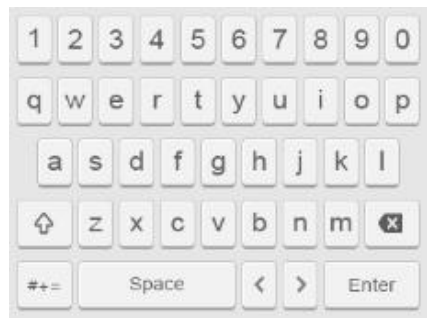 1 2 3 4 5 6 7 8 9 0
q w e r t y u i o p
a s d f g h j k l
z x c v b n m
#+= Space < > Enter